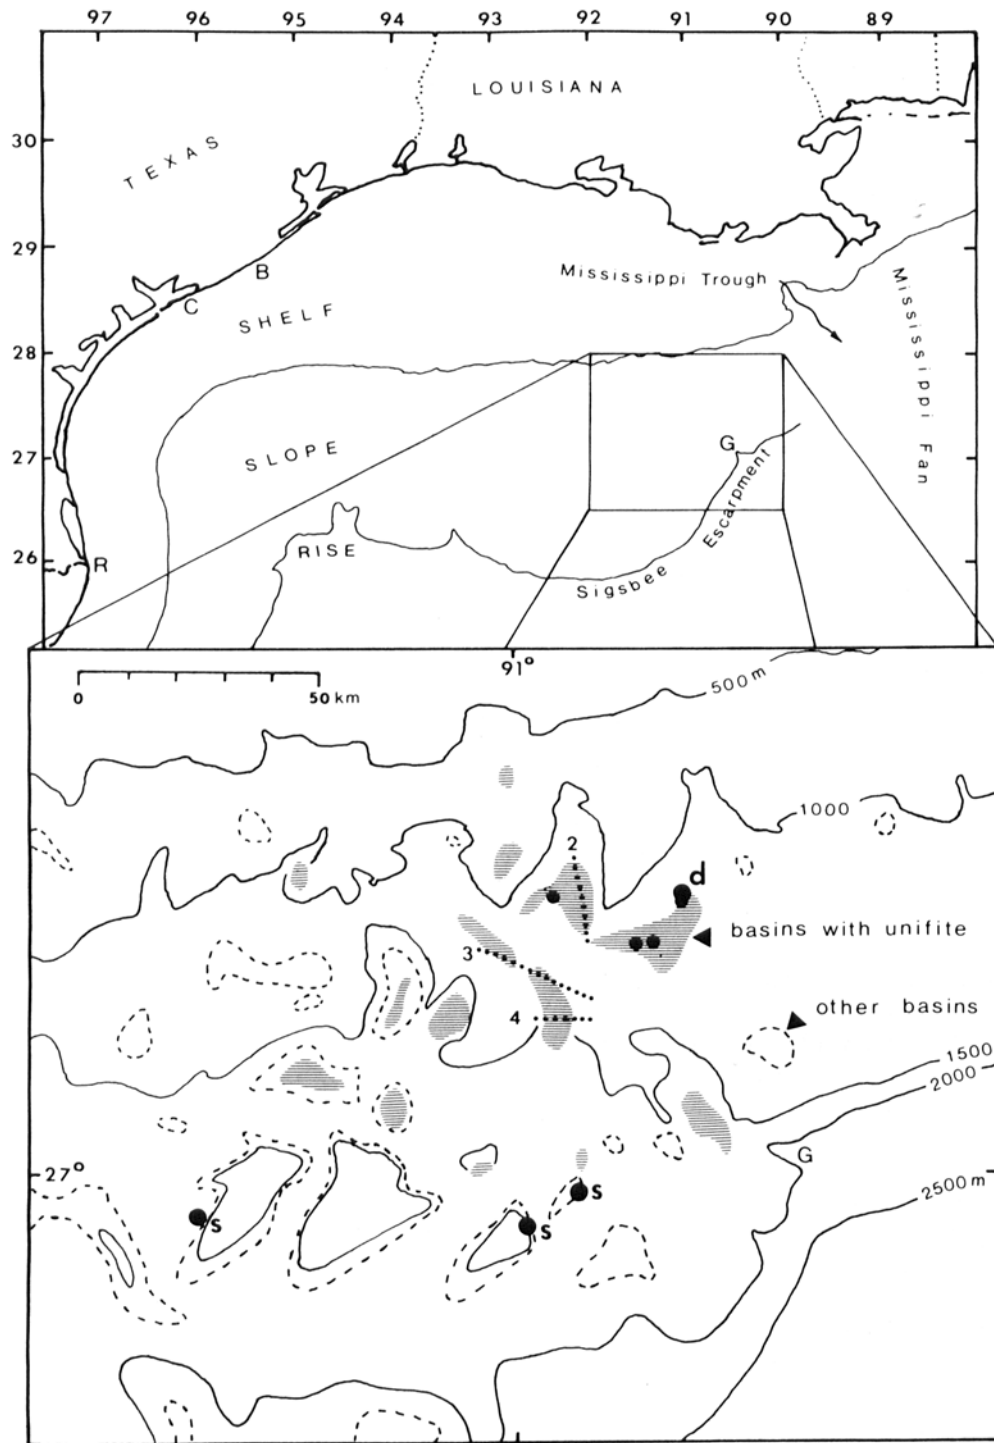 97 96 95 94 93 92 91 90 89
LOUISIANA
30
TEXAS
29
B
Mississippi Trough
C
SHELF
Mississippi Fan
28
SLOPE
G
27
Escarpment
RISE
26
R
Sigsbee
91°
0 50 km
500 m
1000
2
d
basins with unifite
3
other basins
4
1500
2000
G
27°
2500 m
s
s
s